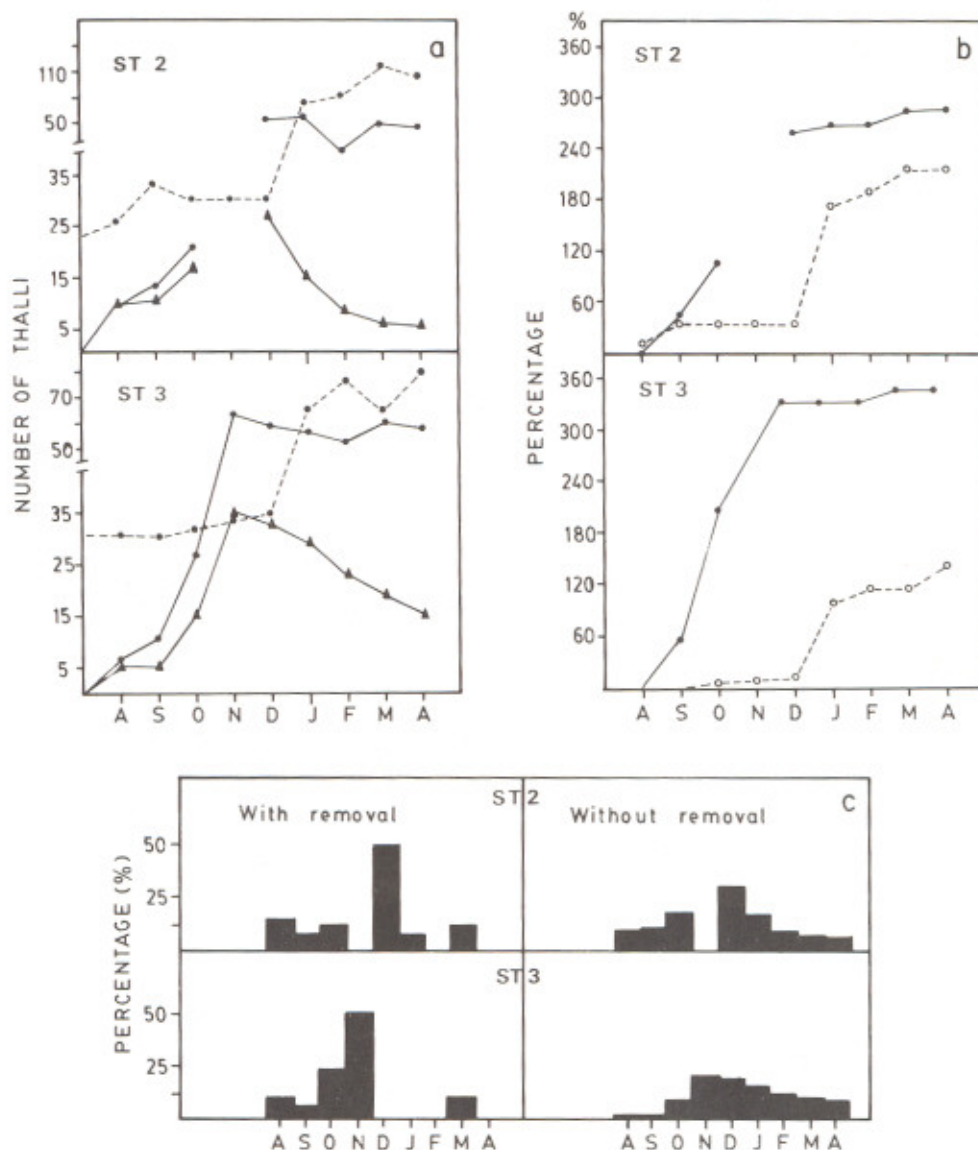 a
ST 2
110
50
35
25
15
5
ST 3
70
50
35
25
15
5
A S O N D J F M A
NUMBER OF THALLI
%
b
ST 2
360
300
240
180
120
60
ST 3
360
300
240
180
120
60
A S O N D J F M A
PERCENTAGE
c
ST 2
With removal
Without removal
50
25
ST 3
50
25
A S O N D J F M A
A S O N D J F M A
PERCENTAGE (%)